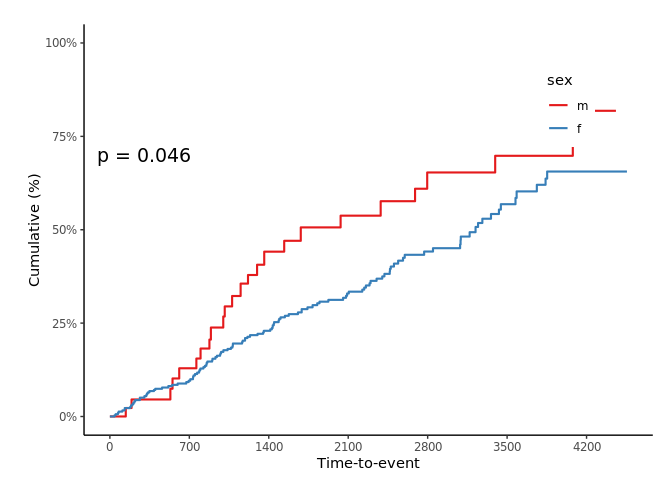 100%
sex
m
f
75%
p = 0.046
50%
25%
0%
Cumulative (%)
0 700 1400 2100 2800 3500 4200
Time-to-event